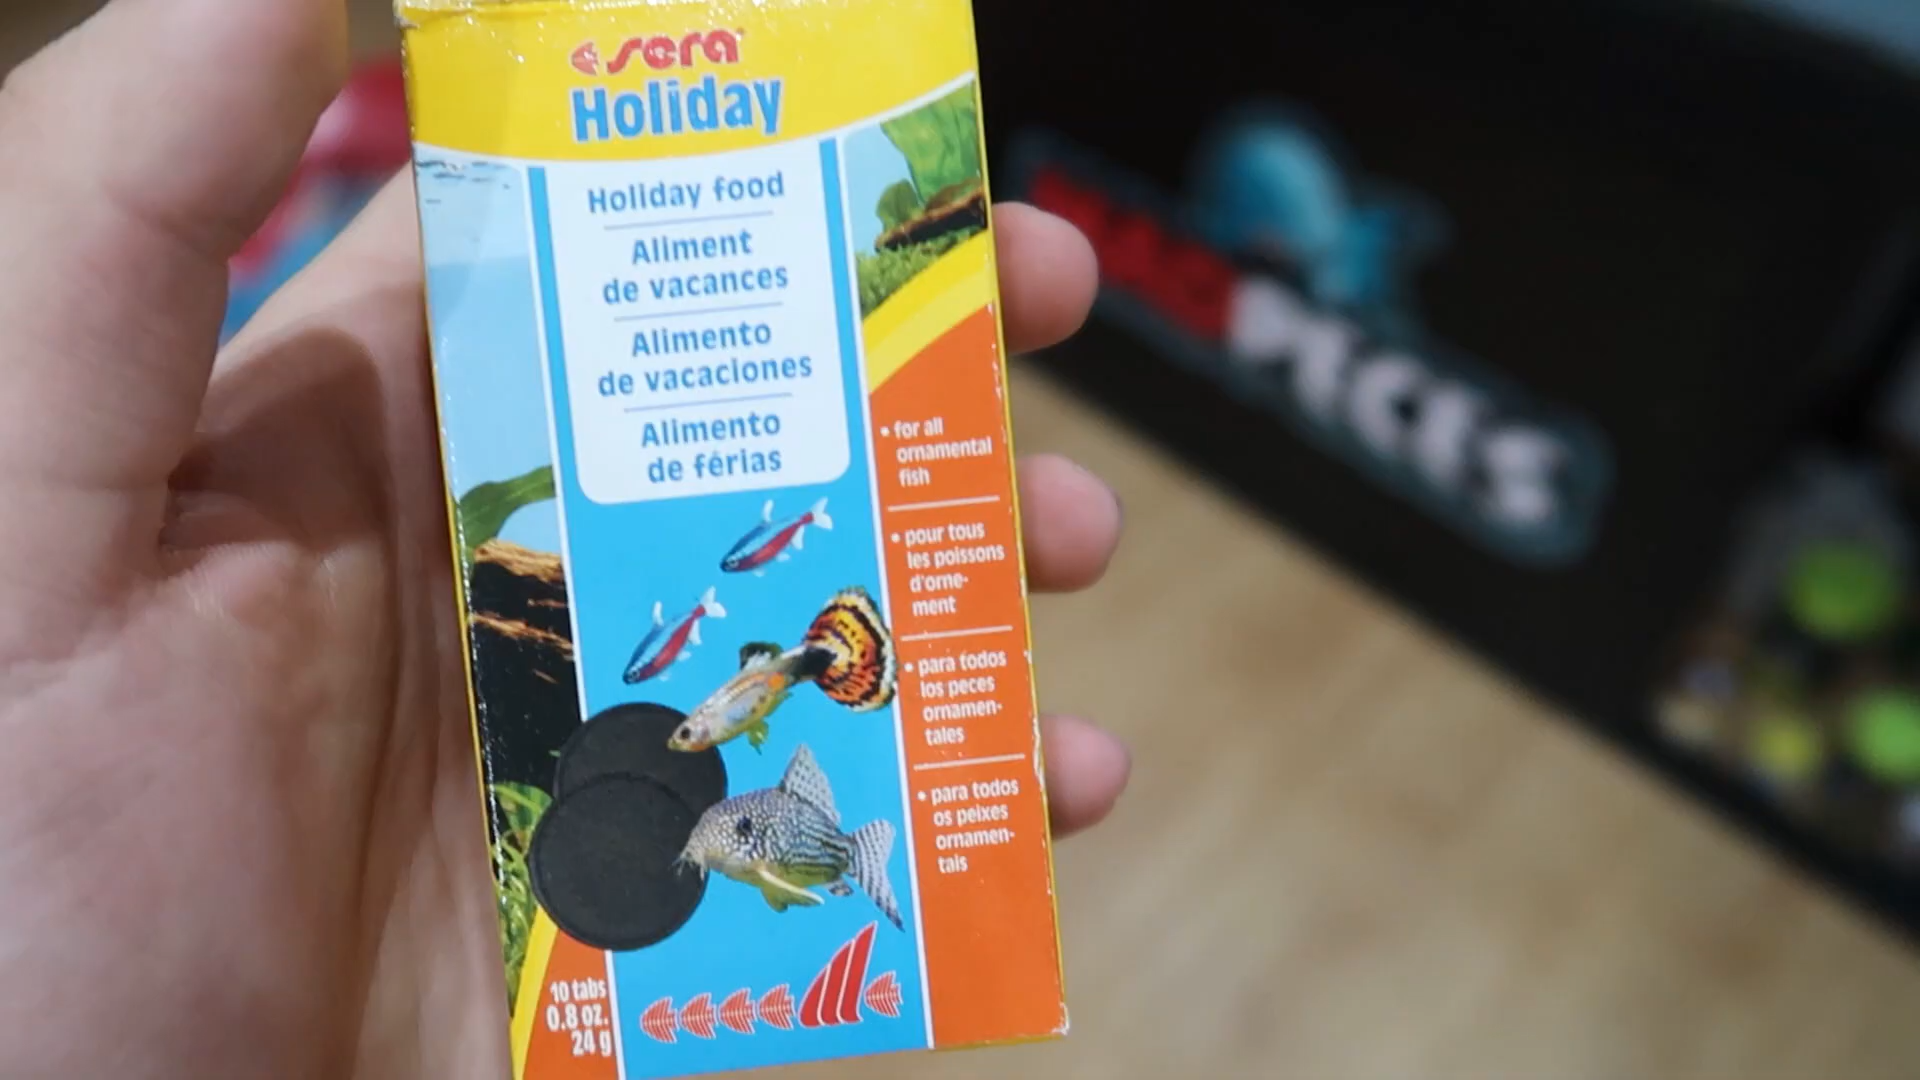 sera
Holiday
Holiday food
Aliment
de vacances
Alimento
de vacaciones
Alimento
de férias
• for all
ornamental
fish
• pour tous
les poissons
d'orne-
ment
• para todos
los peces
ornamen-
tales
• para todos
os peixes
ornamen-
tais
10 tabs
0.8 oz.
24 g